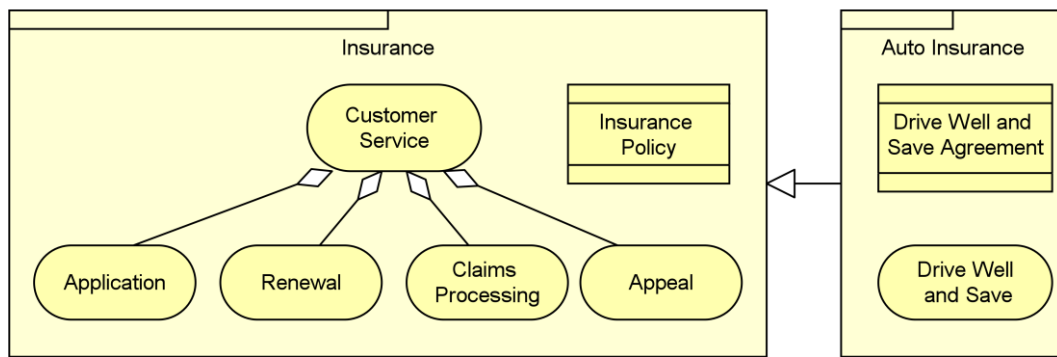 Insurance
Auto Insurance
Customer
Service
Insurance
Policy
Drive Well and
Save Agreement
Application
Renewal
Claims
Processing
Appeal
Drive Well
and Save